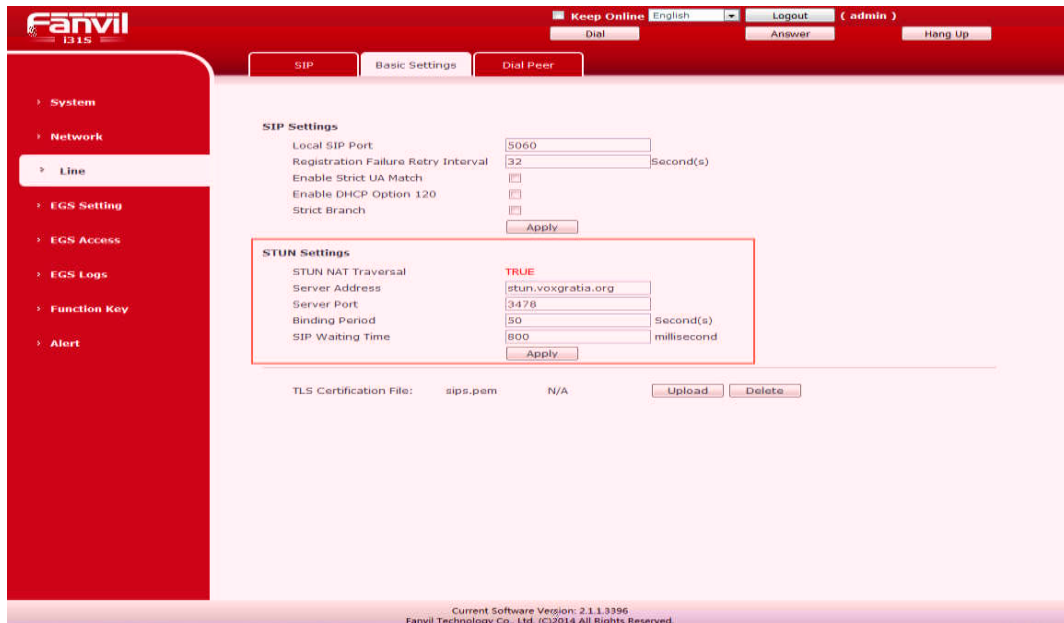 Fanvil
i31S
Keep Online English Logout ( admin )
Dial Answer Hang Up
SIP Basic Settings Dial Peer
System
Network
Line
EGS Setting
EGS Access
EGS Logs
Function Key
Alert
SIP Settings
Local SIP Port 5060
Registration Failure Retry Interval 32 Second(s)
Enable Strict UA Match
Enable DHCP Option 120
Strict Branch
Apply
STUN Settings
STUN NAT Traversal TRUE
Server Address stun.voxgratia.org
Server Port 3478
Binding Period 50 Second(s)
SIP Waiting Time 800 millisecond
Apply
TLS Certification File: sips.pem N/A Upload Delete
Current Software Version: 2.1.1.3396
Fanvil Technology Co., Ltd. (C)2014 All Rights Reserved.